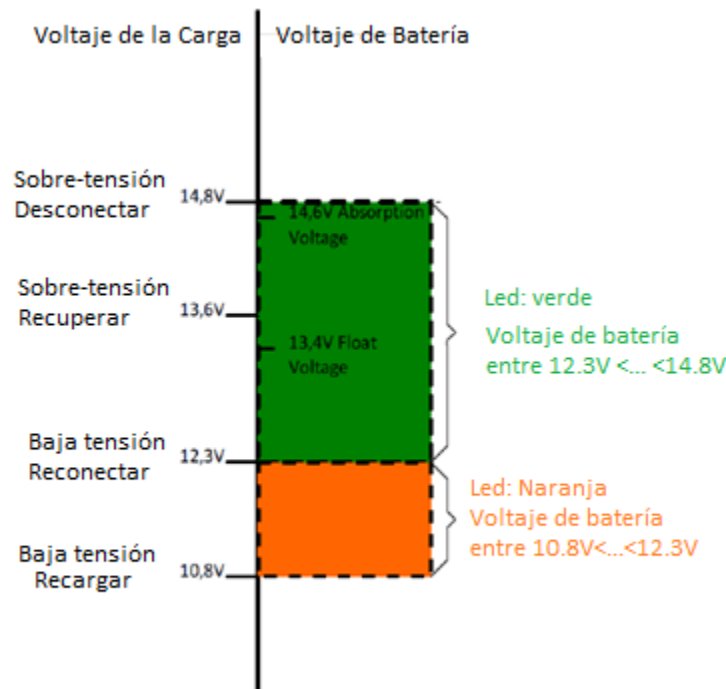 Voltaje de la Carga
Voltaje de Batería
Sobre-tensión
Desconectar
14,8V
14,6V Absorption
Voltage
Sobre-tensión
Recuperar
13,6V
13,4V Float
Voltage
Led: verde
Voltaje de batería
entre 12.3V <... <14.8V
Baja tensión
Reconectar
12,3V
Led: Naranja
Voltaje de batería
entre 10.8V<...<12.3V
Baja tensión
Recargar
10,8V